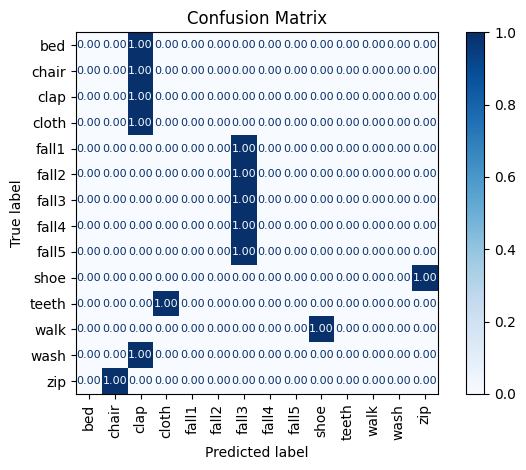 Confusion Matrix
bed 0.00 0.00 1.00 0.00 0.00 0.00 0.00 0.00 0.00 0.00 0.00 0.00 0.00 0.00
chair 0.00 0.00 1.00 0.00 0.00 0.00 0.00 0.00 0.00 0.00 0.00 0.00 0.00 0.00
clap 0.00 0.00 1.00 0.00 0.00 0.00 0.00 0.00 0.00 0.00 0.00 0.00 0.00 0.00
cloth 0.00 0.00 1.00 0.00 0.00 0.00 0.00 0.00 0.00 0.00 0.00 0.00 0.00 0.00
fall1 0.00 0.00 0.00 0.00 0.00 0.00 1.00 0.00 0.00 0.00 0.00 0.00 0.00 0.00
fall2 0.00 0.00 0.00 0.00 0.00 0.00 1.00 0.00 0.00 0.00 0.00 0.00 0.00 0.00
fall3 0.00 0.00 0.00 0.00 0.00 0.00 1.00 0.00 0.00 0.00 0.00 0.00 0.00 0.00
fall4 0.00 0.00 0.00 0.00 0.00 0.00 1.00 0.00 0.00 0.00 0.00 0.00 0.00 0.00
fall5 0.00 0.00 0.00 0.00 0.00 0.00 1.00 0.00 0.00 0.00 0.00 0.00 0.00 0.00
shoe 0.00 0.00 0.00 0.00 0.00 0.00 0.00 0.00 0.00 0.00 0.00 0.00 0.00 1.00
teeth 0.00 0.00 0.00 1.00 0.00 0.00 0.00 0.00 0.00 0.00 0.00 0.00 0.00 0.00
walk 0.00 0.00 0.00 0.00 0.00 0.00 0.00 0.00 0.00 1.00 0.00 0.00 0.00 0.00
wash 0.00 0.00 1.00 0.00 0.00 0.00 0.00 0.00 0.00 0.00 0.00 0.00 0.00 0.00
zip 0.00 1.00 0.00 0.00 0.00 0.00 0.00 0.00 0.00 0.00 0.00 0.00 0.00 0.00
True label
bed chair clap cloth fall1 fall2 fall3 fall4 fall5 shoe teeth walk wash zip
Predicted label
1.0
0.8
0.6
0.4
0.2
0.0